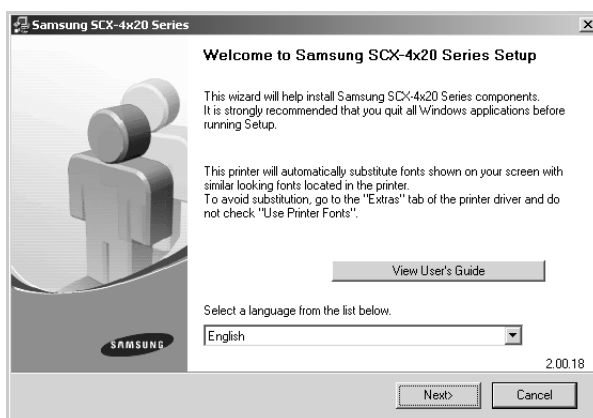 Samsung SCX-4x20 Series
Welcome to Samsung SCX-4x20 Series Setup
This wizard will help install Samsung SCX-4x20 Series components.
It is strongly recommended that you quit all Windows applications before
running Setup.
This printer will automatically substitute fonts shown on your screen with
similar looking fonts located in the printer.
To avoid substitution, go to the "Extras" tab of the printer driver and do
not check "Use Printer Fonts".
View User's Guide
Select a language from the list below.
English
SAMSUNG
2.00.18
Next>
Cancel